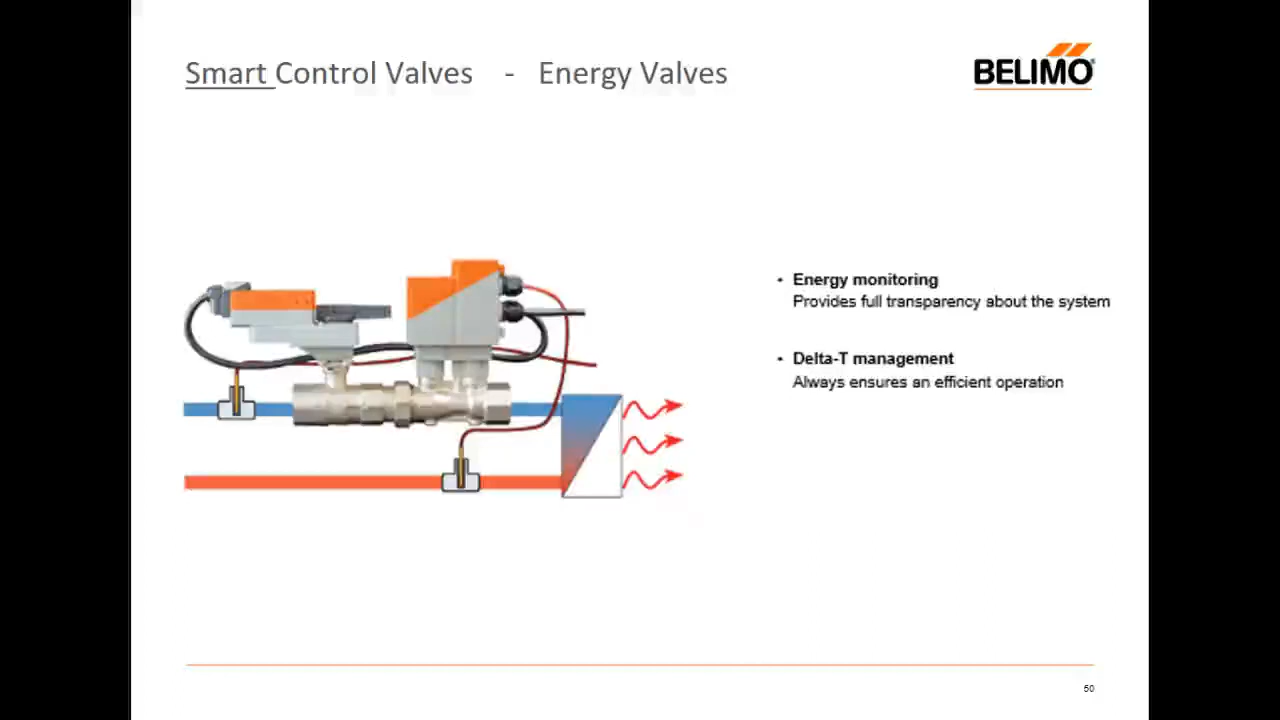 Smart Control Valves - Energy Valves
BELIMO
• Energy monitoring
Provides full transparency about the system
• Delta-T management
Always ensures an efficient operation
50